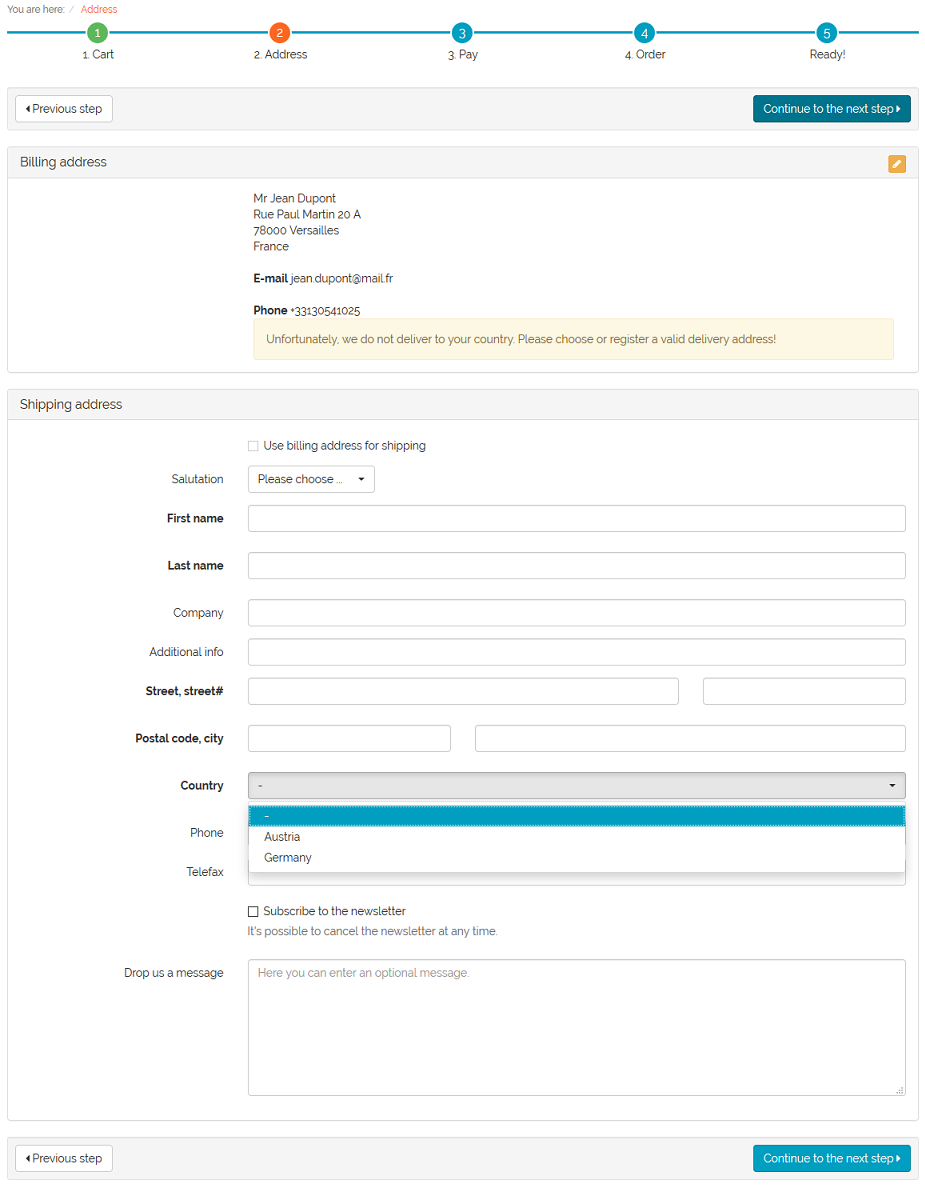 You are here: / Address
1 2 3 4 5
1. Cart 2. Address 3. Pay 4. Order Ready!
Previous step Continue to the next step
Billing address
Mr Jean Dupont
Rue Paul Martin 20 A
78000 Versailles
France
E-mail jean.dupont@mail.fr
Phone +33130541025
Unfortunately, we do not deliver to your country. Please choose or register a valid delivery address!
Shipping address
Use billing address for shipping
Salutation Please choose ...
First name
Last name
Company
Additional info
Street, street#
Postal code, city
Country -
-
Austria
Phone
Germany
Telefax
Subscribe to the newsletter
It's possible to cancel the newsletter at any time.
Drop us a message Here you can enter an optional message.
Previous step Continue to the next step